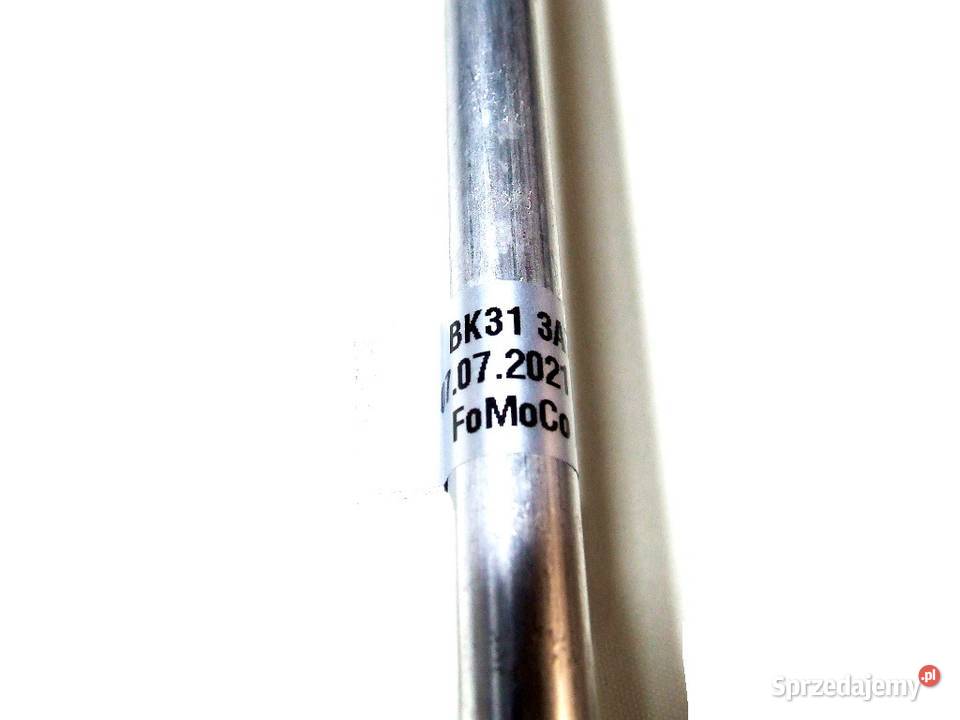 BK31 3A
.07.2021
FoMoCo
Sprzedajemy.pl